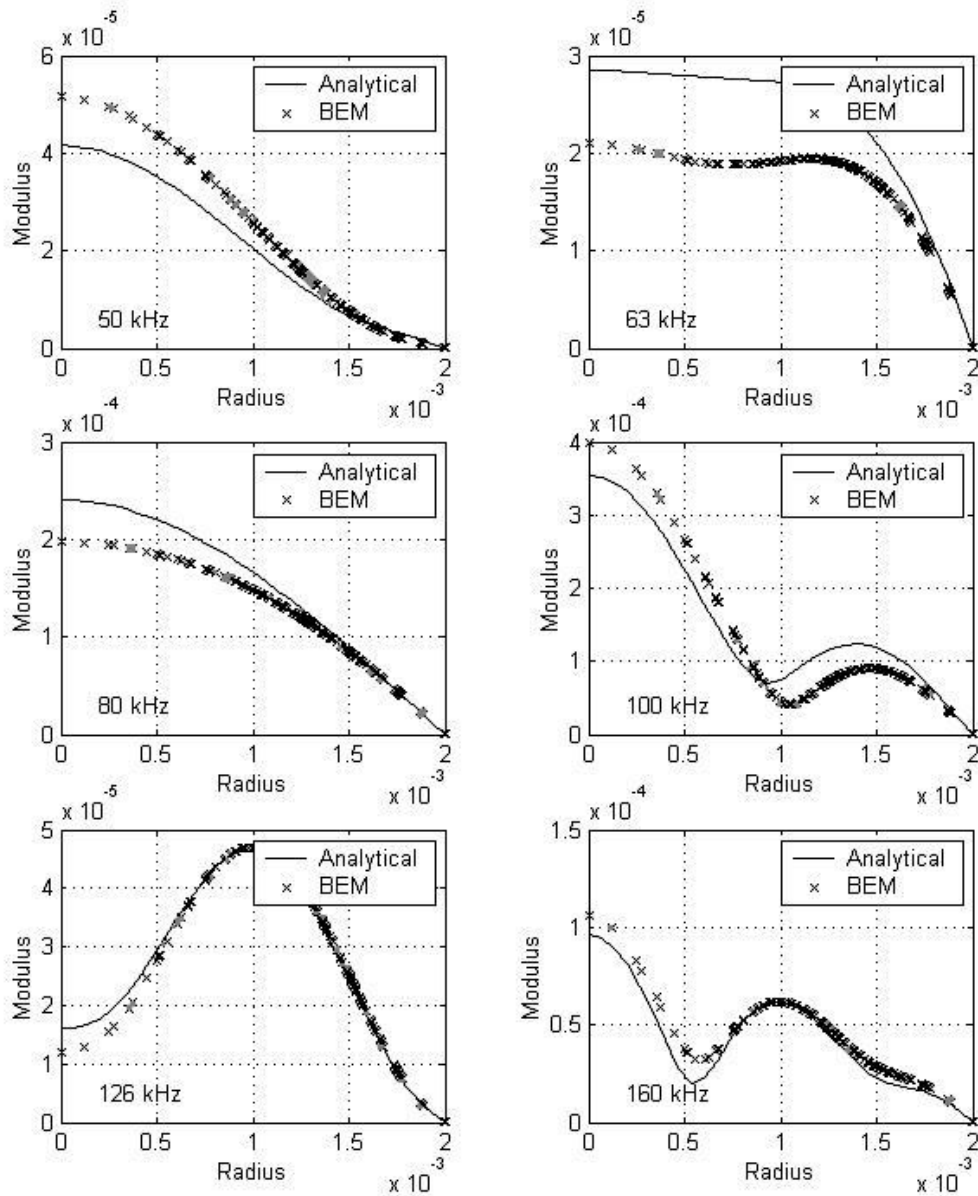 x 10^-5
6
4
2
0
Modulus
Analytical
BEM
50 kHz
0 0.5 1 1.5 2
Radius
x 10^-3
x 10^-5
3
2
1
0
Modulus
Analytical
BEM
63 kHz
0 0.5 1 1.5 2
Radius
x 10^-3
x 10^-4
3
2
1
0
Modulus
Analytical
BEM
80 kHz
0 0.5 1 1.5 2
Radius
x 10^-3
x 10^-4
4
3
2
1
0
Modulus
Analytical
BEM
100 kHz
0 0.5 1 1.5 2
Radius
x 10^-3
x 10^-5
5
4
3
2
1
0
Modulus
Analytical
BEM
126 kHz
0 0.5 1 1.5 2
Radius
x 10^-3
x 10^-4
1.5
1
0.5
0
Modulus
Analytical
BEM
160 kHz
0 0.5 1 1.5 2
Radius
x 10^-3